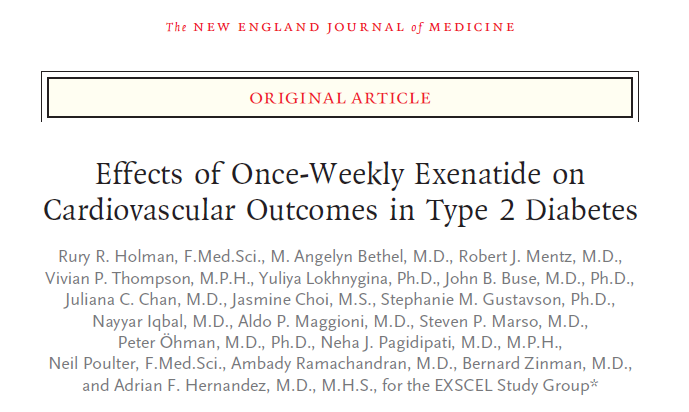 The NEW ENGLAND JOURNAL of MEDICINE
ORIGINAL ARTICLE
Effects of Once-Weekly Exenatide on
Cardiovascular Outcomes in Type 2 Diabetes
Rury R. Holman, F.Med.Sci., M. Angelyn Bethel, M.D., Robert J. Mentz, M.D.,
Vivian P. Thompson, M.P.H., Yuliya Lokhnygina, Ph.D., John B. Buse, M.D., Ph.D.,
Juliana C. Chan, M.D., Jasmine Choi, M.S., Stephanie M. Gustavson, Ph.D.,
Nayyar Iqbal, M.D., Aldo P. Maggioni, M.D., Steven P. Marso, M.D.,
Peter Öhman, M.D., Ph.D., Neha J. Pagidipati, M.D., M.P.H.,
Neil Poulter, F.Med.Sci., Ambady Ramachandran, M.D., Bernard Zinman, M.D.,
and Adrian F. Hernandez, M.D., M.H.S., for the EXSCEL Study Group*